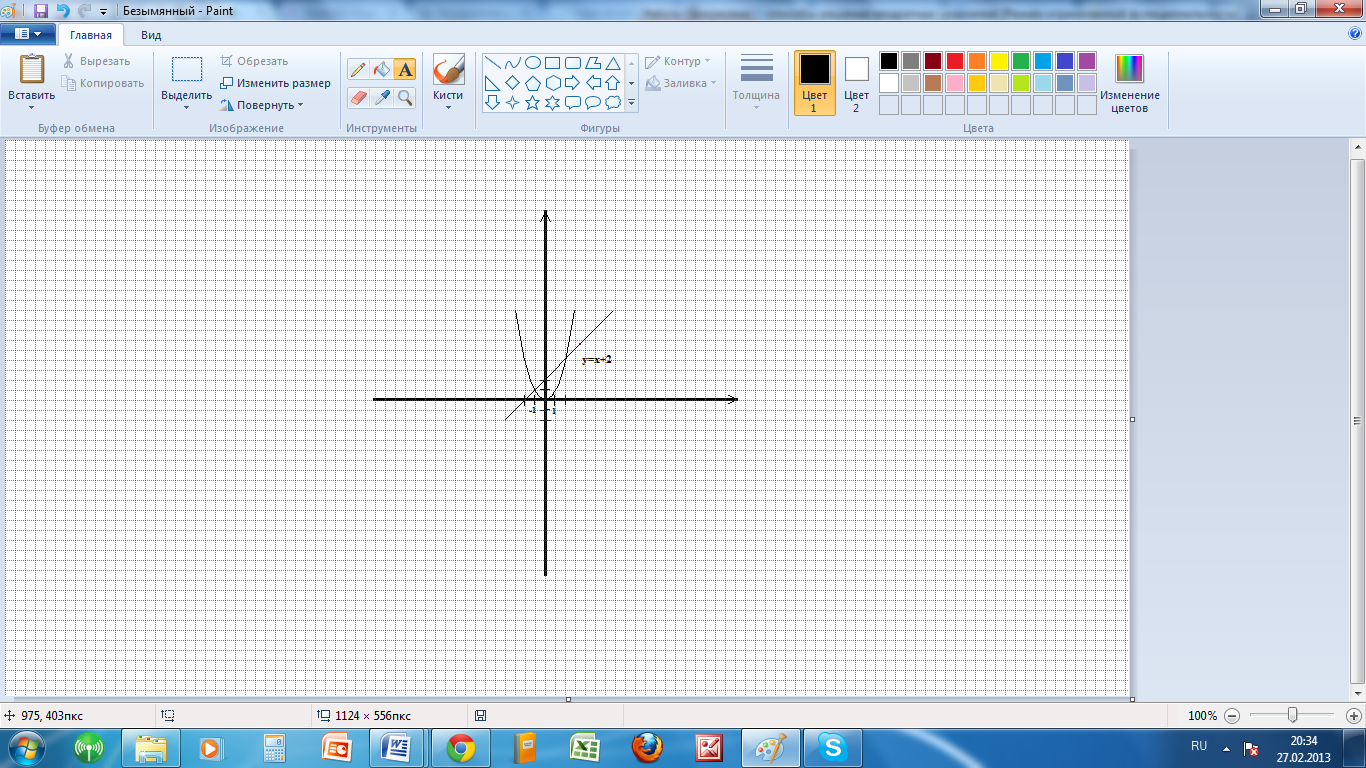 Безымянный - Paint
Главная
Вид
Вставить
Вырезать
Копировать
Буфер обмена
Выделить
Обрезать
Изменить размер
Повернуть
Изображение
A
Инструменты
Кисти
Контур
Заливка
Фигуры
Толщина
Цвет
1
Цвет
2
Изменение
цветов
Цвета
y=x+2
-1
1
975, 403пкс
1124 × 556пкс
100%
RU
20:34
27.02.2013